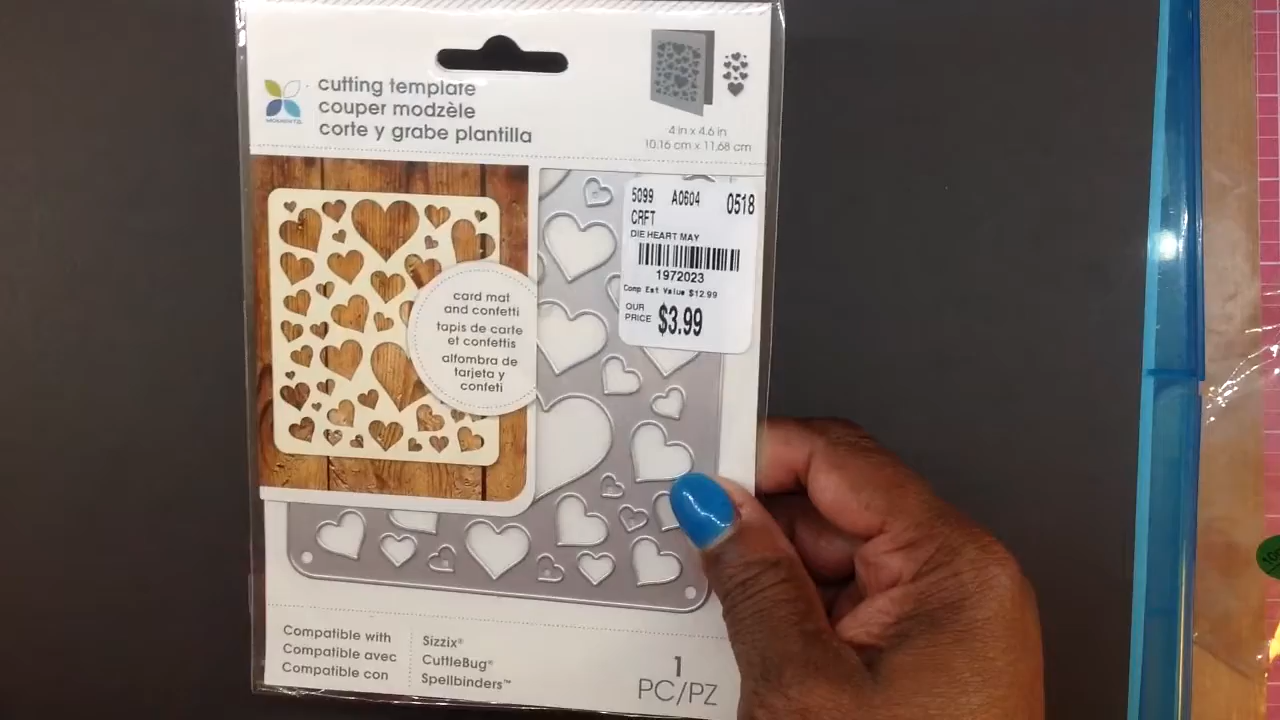 cutting template
couper modzèle
corte y grabe plantilla
4 in x 4.6 in
10.16 cm x 11.68 cm
5099 A0604 0518
CRFT
DIE HEART MAY
1972023
Comp Est Value $12.99
OUR
PRICE $3.99
card mat
and confetti
tapis de carte
et confettis
alfombra de
tarjeta y
confeti
Compatible with
Compatible avec
Compatible con
Sizzix®
CuttleBug®
Spellbinders™
1
PC/PZ